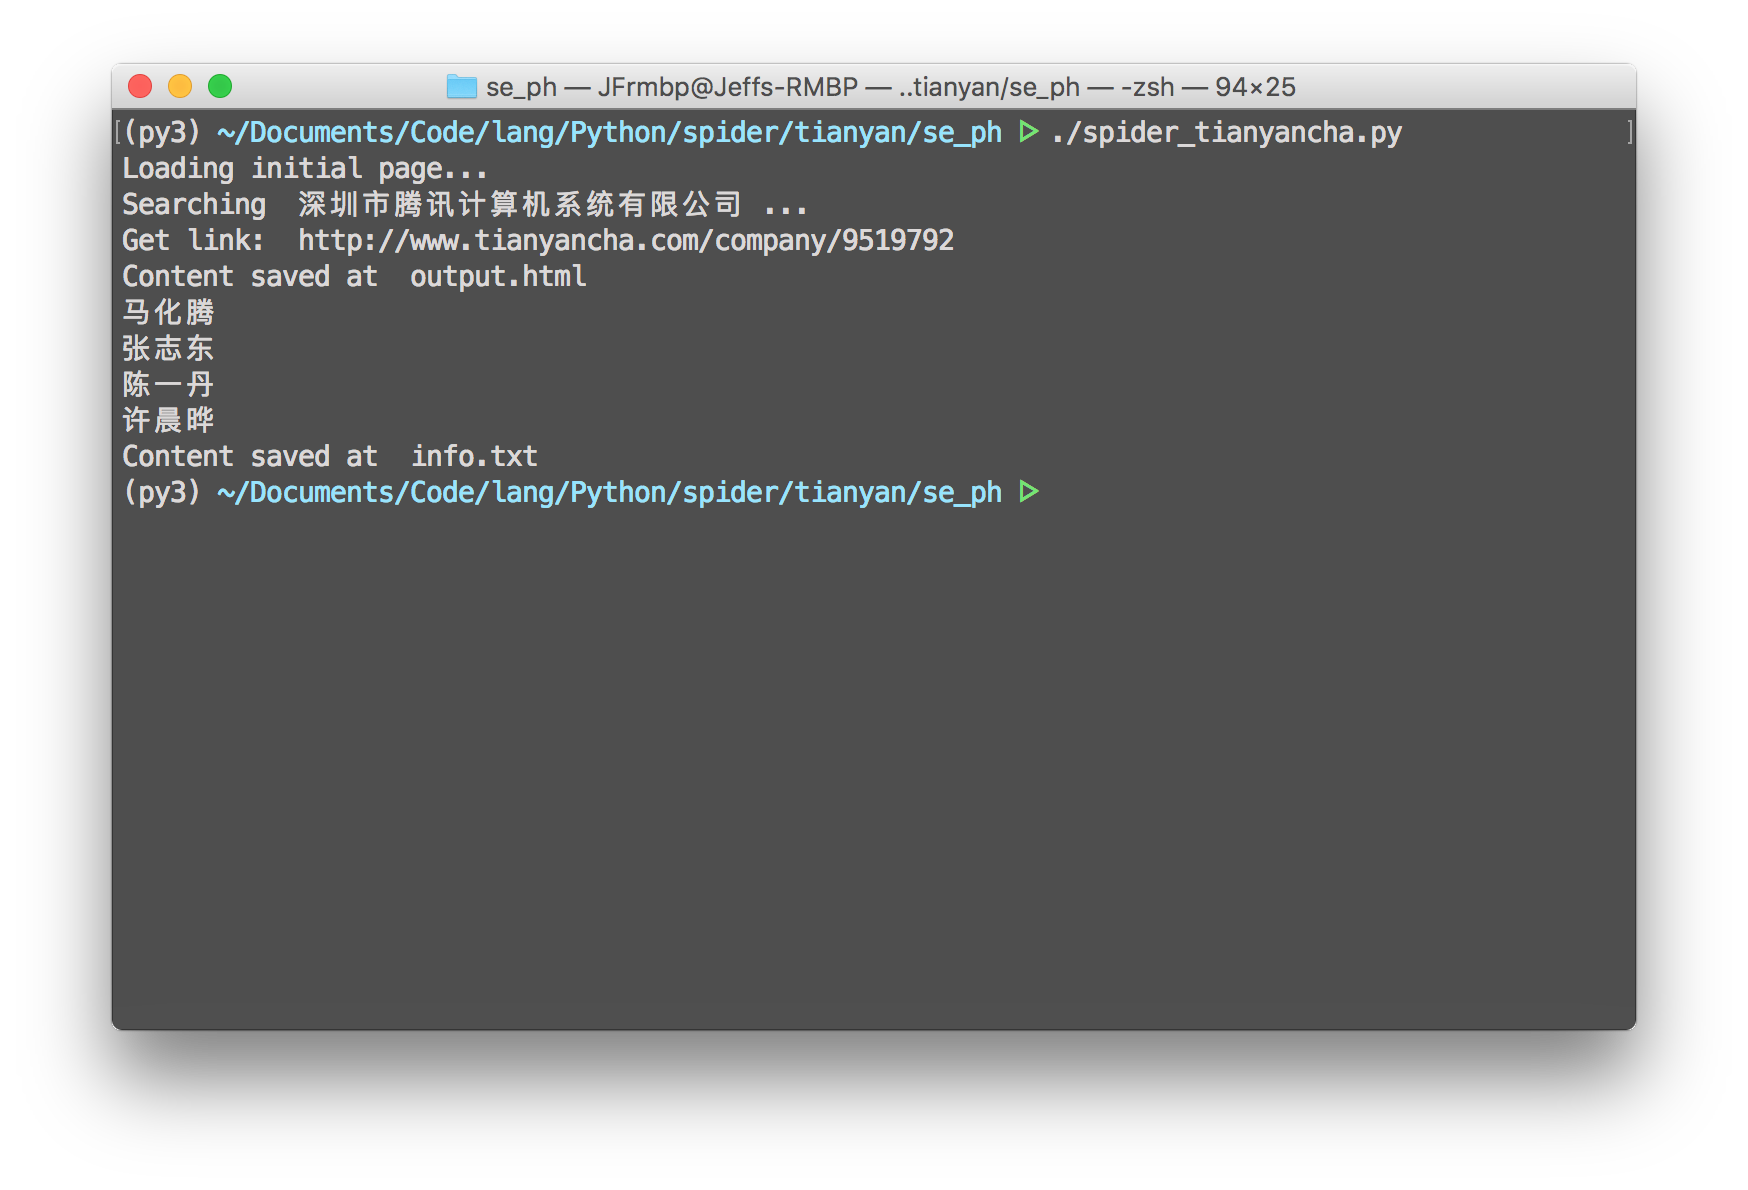 se_ph — JFrmbp@Jeffs-RMBP — ..tianyan/se_ph — -zsh — 94×25
[(py3) ~/Documents/Code/lang/Python/spider/tianyan/se_ph ▷ ./spider_tianyancha.py ]
Loading initial page...
Searching  深圳市腾讯计算机系统有限公司 ...
Get link:  http://www.tianyancha.com/company/9519792
Content saved at  output.html
马化腾
张志东
陈一丹
许晨晔
Content saved at  info.txt
(py3) ~/Documents/Code/lang/Python/spider/tianyan/se_ph ▷